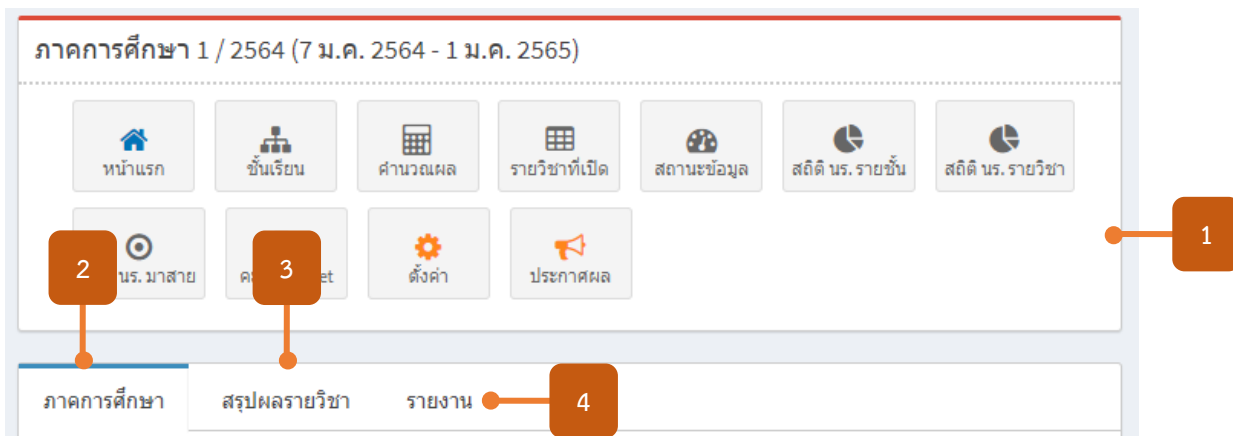 ภาคการศึกษา 1 / 2564 (7 ม.ค. 2564 - 1 ม.ค. 2565)
หน้าแรก ชั้นเรียน คำนวณผล รายวิชาที่เปิด สถานะข้อมูล สถิติ นร. รายชั้น สถิติ นร. รายวิชา
1
2 นร. มาสาย 3 et ตั้งค่า ประกาศผล
ภาคการศึกษา สรุปผลรายวิชา รายงาน 4